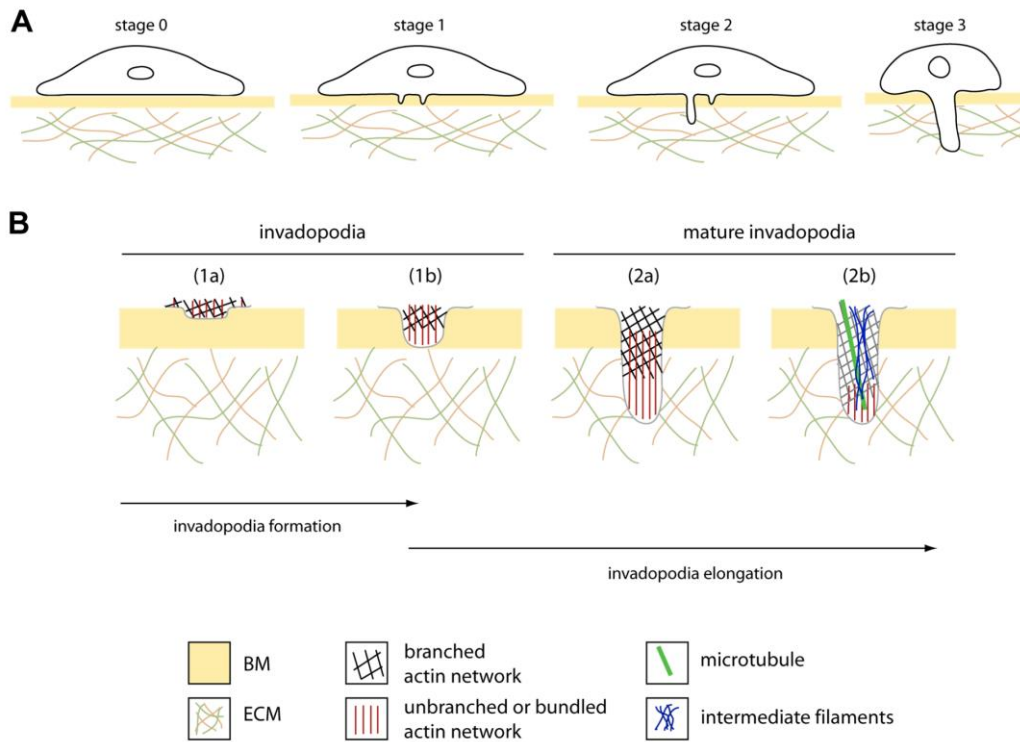 A
stage 0
stage 1
stage 2
stage 3
B
invadopodia
mature invadopodia
(1a)
(1b)
(2a)
(2b)
invadopodia formation
invadopodia elongation
BM
branched
actin network
microtubule
ECM
unbranched or bundled
actin network
intermediate filaments